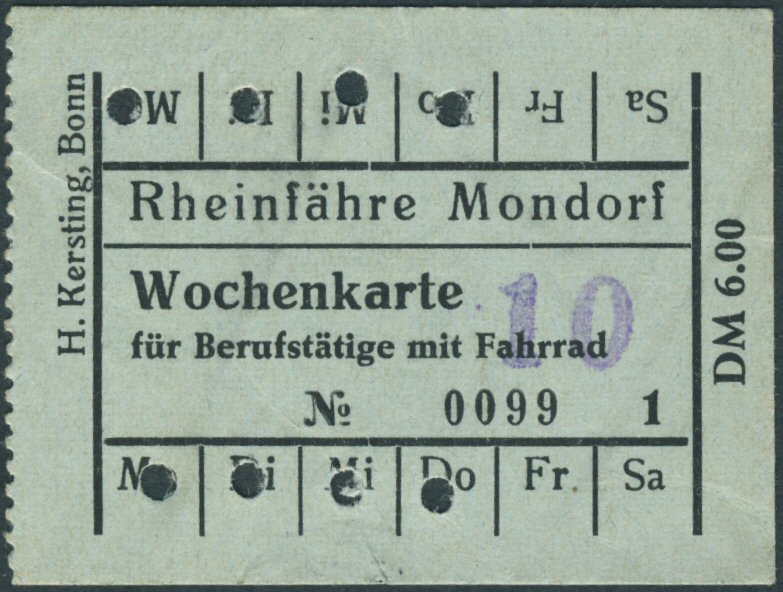 Mo Di Mi Do Fr Sa
H. Kersting, Bonn
Rheinfähre Mondorf
Wochenkarte
10
für Berufstätige mit Fahrrad
№ 0099 1
DM 6.00
Mo Di Mi Do Fr. Sa